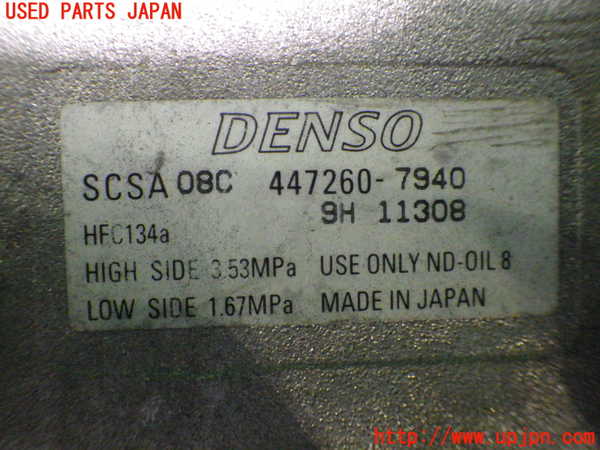 USED PARTS JAPAN
DENSO
SCSA 08C 447260-7940
9H 11308
HFC134a
HIGH SIDE 3.53MPa USE ONLY ND-OIL 8
LOW SIDE 1.67MPa MADE IN JAPAN
http://www.upjpn.com